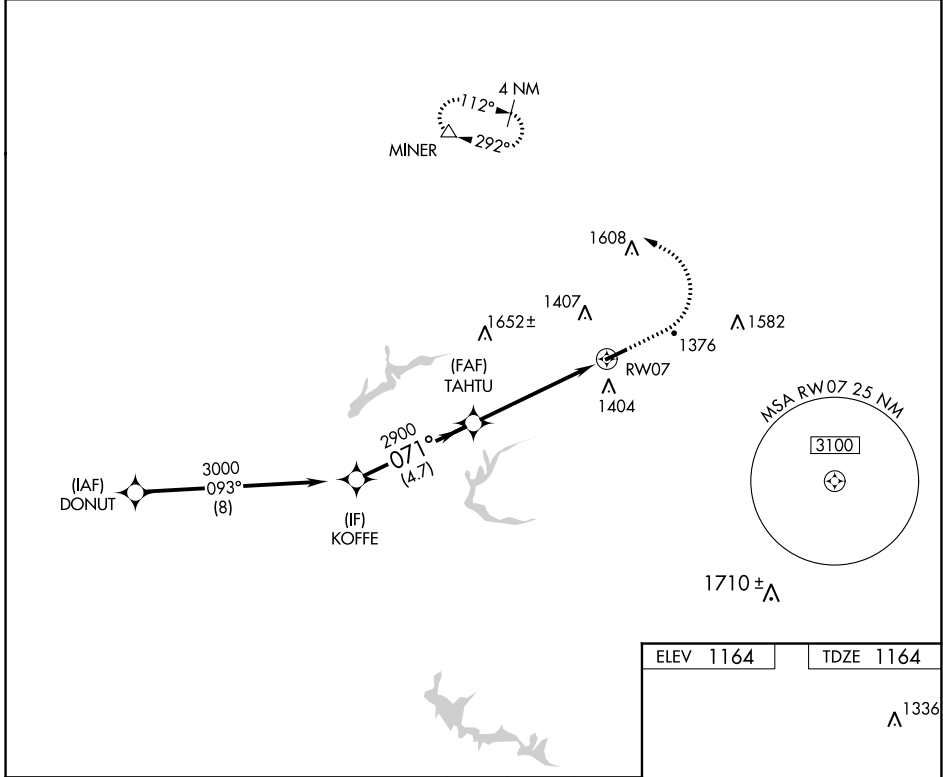 4 NM
112°
292°
MINER
1608
1407
1652±
1582
1376
(FAF)
TAHTU
RW07
1404
MSA RW07 25 NM
3100
2900
071°
(4.7)
3000
093°
(8)
(IAF)
DONUT
(IF)
KOFFE
1710 ±
ELEV 1164
TDZE 1164
1336